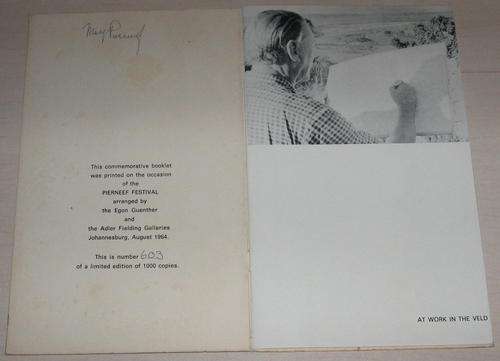 May Pierneef
This commemorative booklet
was printed on the occasion
of the
PIERNEEF FESTIVAL
arranged by
the Egon Guenther
and
the Adler Fielding Galleries
Johannesburg, August 1964.
This is number 603
of a limited edition of 1000 copies.
AT WORK IN THE VELD